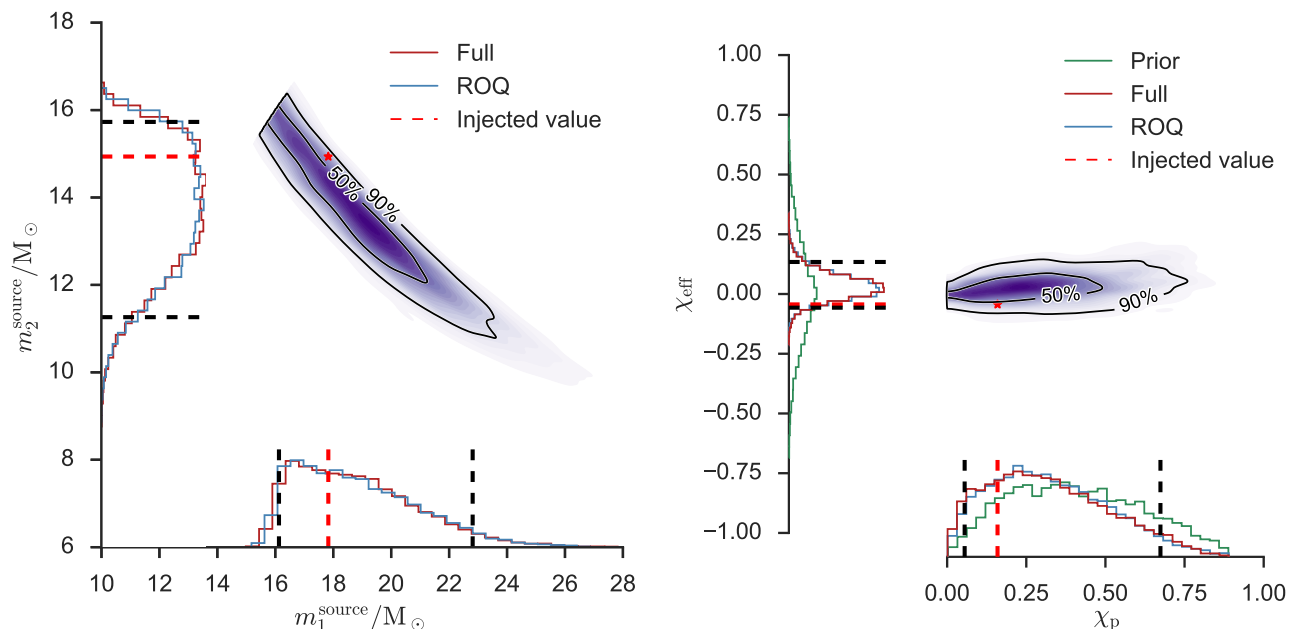 18
16
14
12
10
8
6
m₂^source/M⊙
10 12 14 16 18 20 22 24 26 28
m₁^source/M⊙
Full
ROQ
Injected value
50%
90%
1.00
0.75
0.50
0.25
0.00
−0.25
−0.50
−0.75
−1.00
χeff
Prior
Full
ROQ
Injected value
50%
90%
0.00 0.25 0.50 0.75 1.00
χp